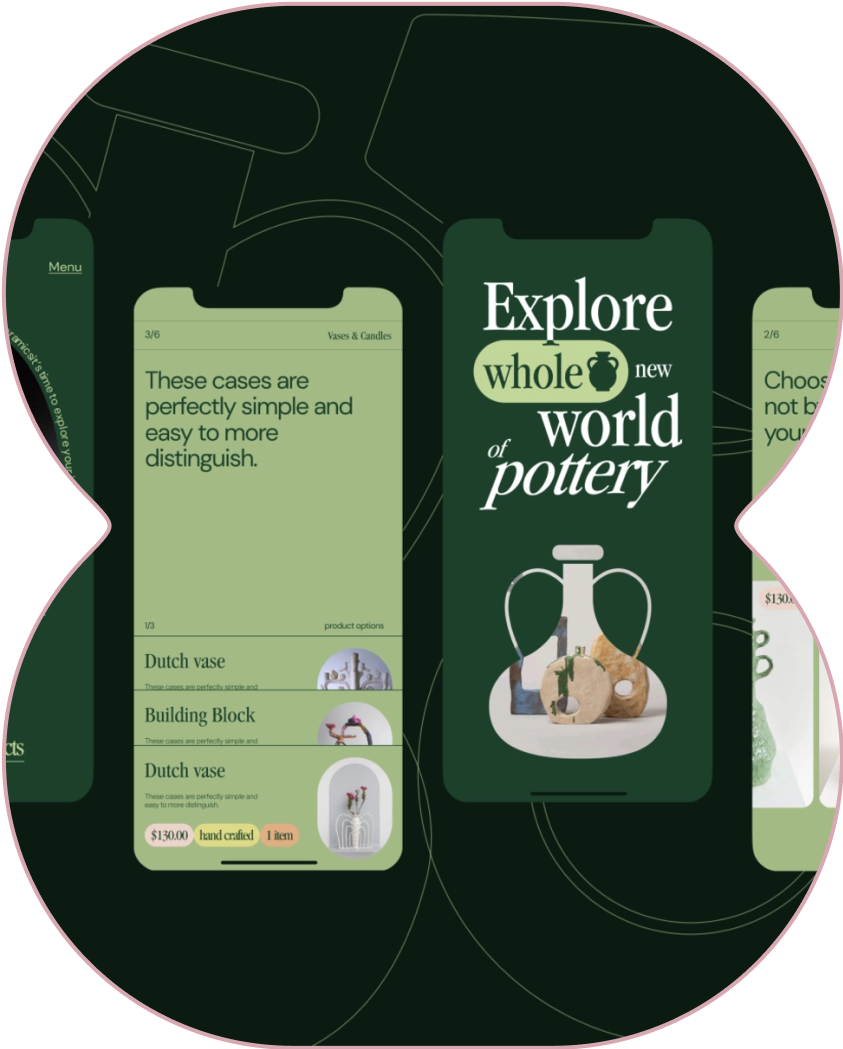 Menu
it's time to explore your
cts
3/6
Vases & Candles
These cases are
perfectly simple and
easy to more
distinguish.
1/3
product options
Dutch vase
These cases are perfectly simple and
Building Block
These cases are perfectly simple and
Dutch vase
These cases are perfectly simple and
easy to more distinguish.
$130.00
hand crafted
1 item
Explore
whole new
world
of
pottery
2/6
Choos
not b
your
$130.